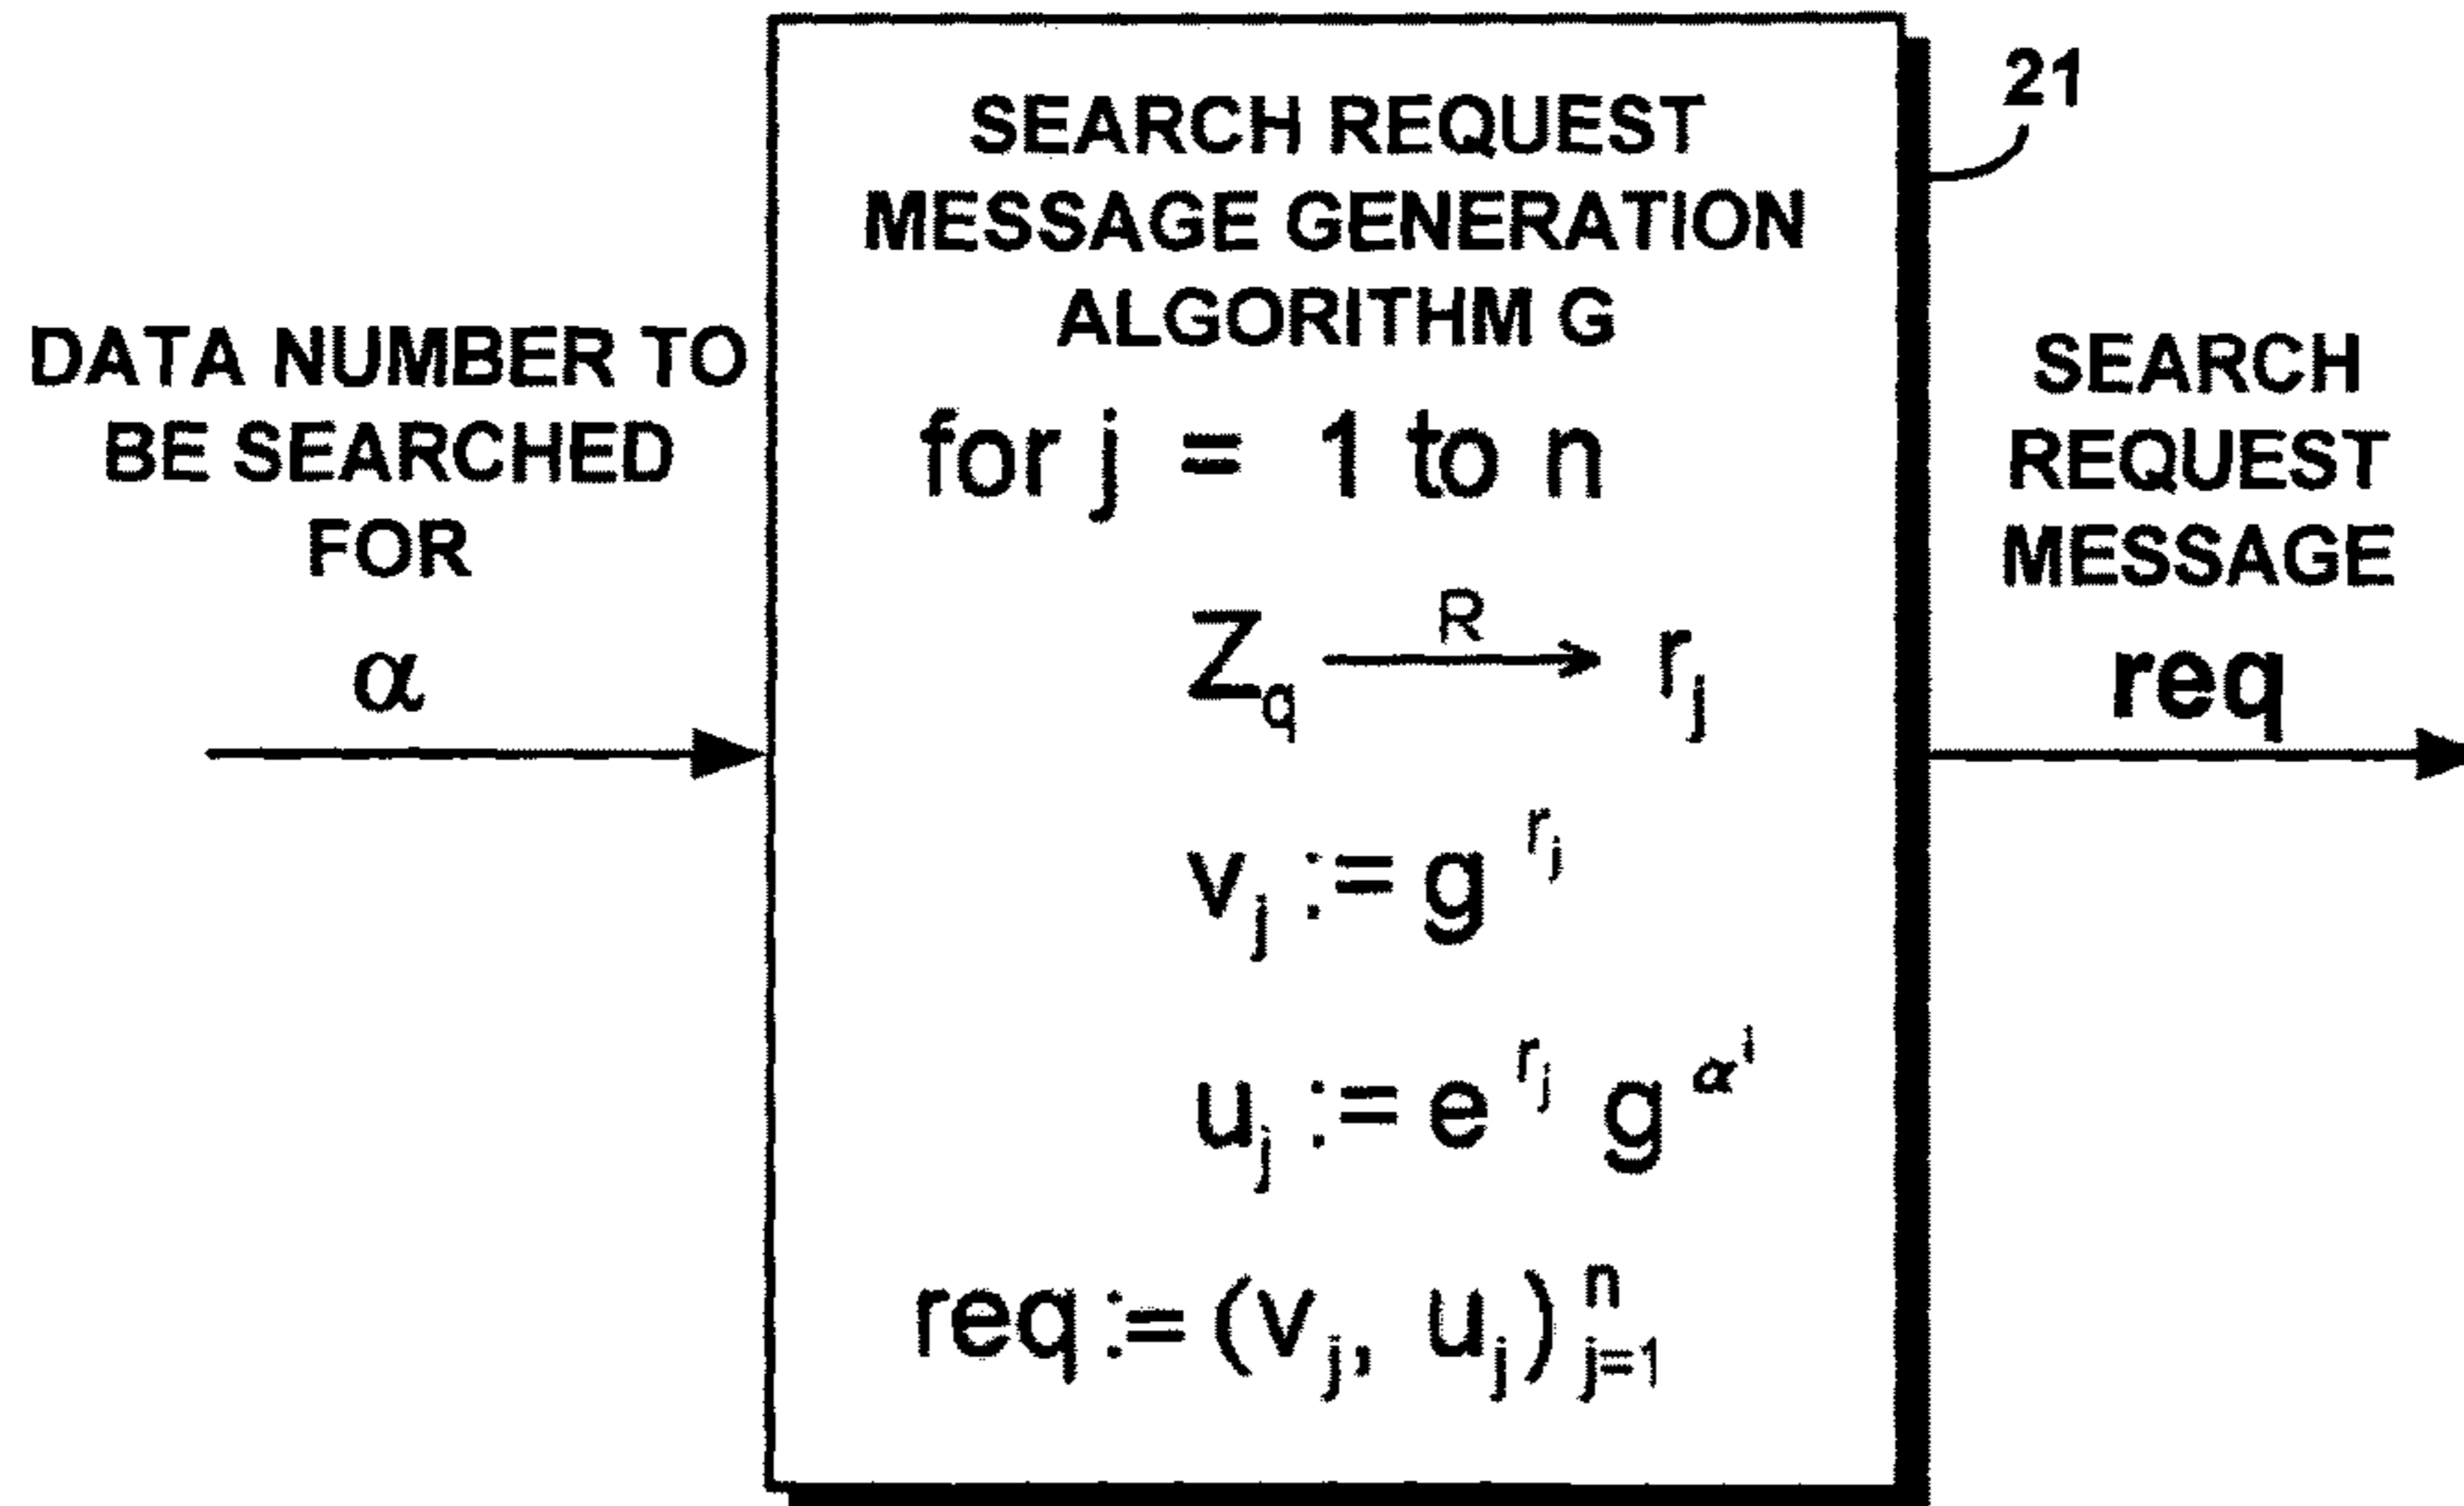 DATA NUMBER TO
BE SEARCHED
FOR
α
SEARCH REQUEST
MESSAGE GENERATION
ALGORITHM G
for j = 1 to n
Z_q →^R r_j
v_j := g^{r_j}
u_j := e^{r_j} g^{α^j}
req := (v_j, u_j)_{j=1}^n
21
SEARCH
REQUEST
MESSAGE
req